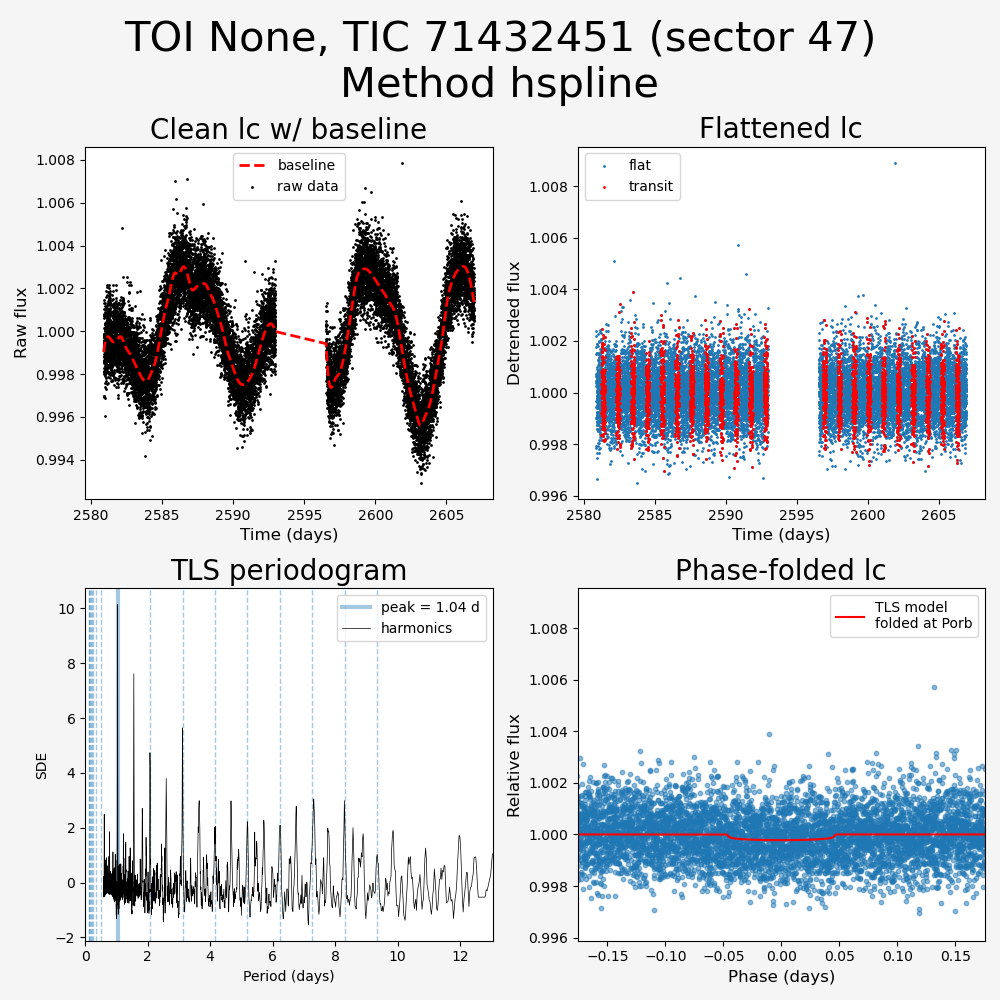 TOI None, TIC 71432451 (sector 47)
Method hspline
Clean lc w/ baseline
Flattened lc
baseline
raw data
1.008
1.006
1.004
1.002
1.000
0.998
0.996
0.994
Raw flux
2580
2585
2590
2595
2600
2605
Time (days)
flat
transit
1.008
1.006
1.004
1.002
1.000
0.998
0.996
Detrended flux
2580
2585
2590
2595
2600
2605
Time (days)
TLS periodogram
Phase-folded lc
peak = 1.04 d
harmonics
10
8
6
4
2
0
−2
SDE
0
2
4
6
8
10
12
Period (days)
TLS model
folded at Porb
1.008
1.006
1.004
1.002
1.000
0.998
0.996
Relative flux
−0.15
−0.10
−0.05
0.00
0.05
0.10
0.15
Phase (days)